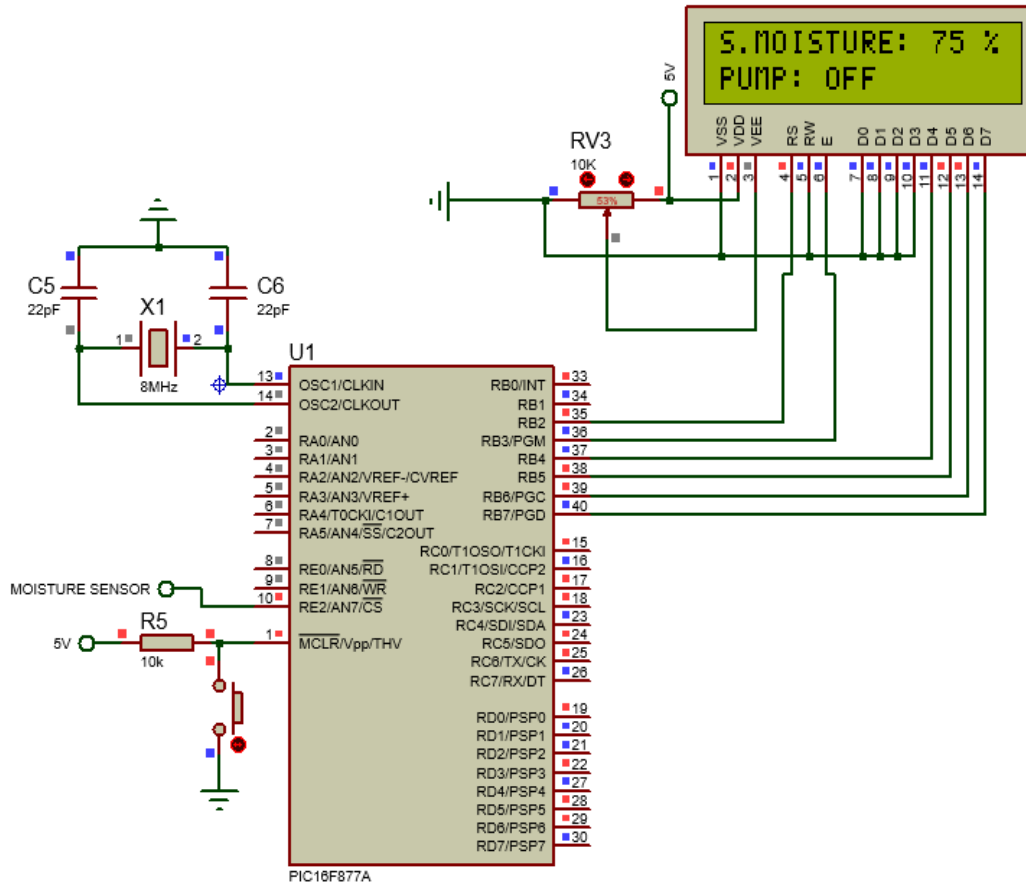 S.MOISTURE: 75 %
PUMP: OFF
VSS
VDD
VEE
RS
RW
E
D0
D1
D2
D3
D4
D5
D6
D7
1
2
3
4
5
6
7
8
9
10
11
12
13
14
5V
RV3
10K
53%
C5
22pF
C6
22pF
X1
1
2
8MHz
U1
13
OSC1/CLKIN
14
OSC2/CLKOUT
2
RA0/AN0
3
RA1/AN1
4
RA2/AN2/VREF-/CVREF
5
RA3/AN3/VREF+
6
RA4/T0CKI/C1OUT
7
RA5/AN4/SS/C2OUT
8
RE0/AN5/RD
9
RE1/AN6/WR
10
RE2/AN7/CS
1
MCLR/Vpp/THV
RB0/INT
33
RB1
34
RB2
35
RB3/PGM
36
RB4
37
RB5
38
RB6/PGC
39
RB7/PGD
40
RC0/T1OSO/T1CKI
15
RC1/T1OSI/CCP2
16
RC2/CCP1
17
RC3/SCK/SCL
18
RC4/SDI/SDA
23
RC5/SDO
24
RC6/TX/CK
25
RC7/RX/DT
26
RD0/PSP0
19
RD1/PSP1
20
RD2/PSP2
21
RD3/PSP3
22
RD4/PSP4
27
RD5/PSP5
28
RD6/PSP6
29
RD7/PSP7
30
MOISTURE SENSOR
R5
5V
10k
PIC16F877A